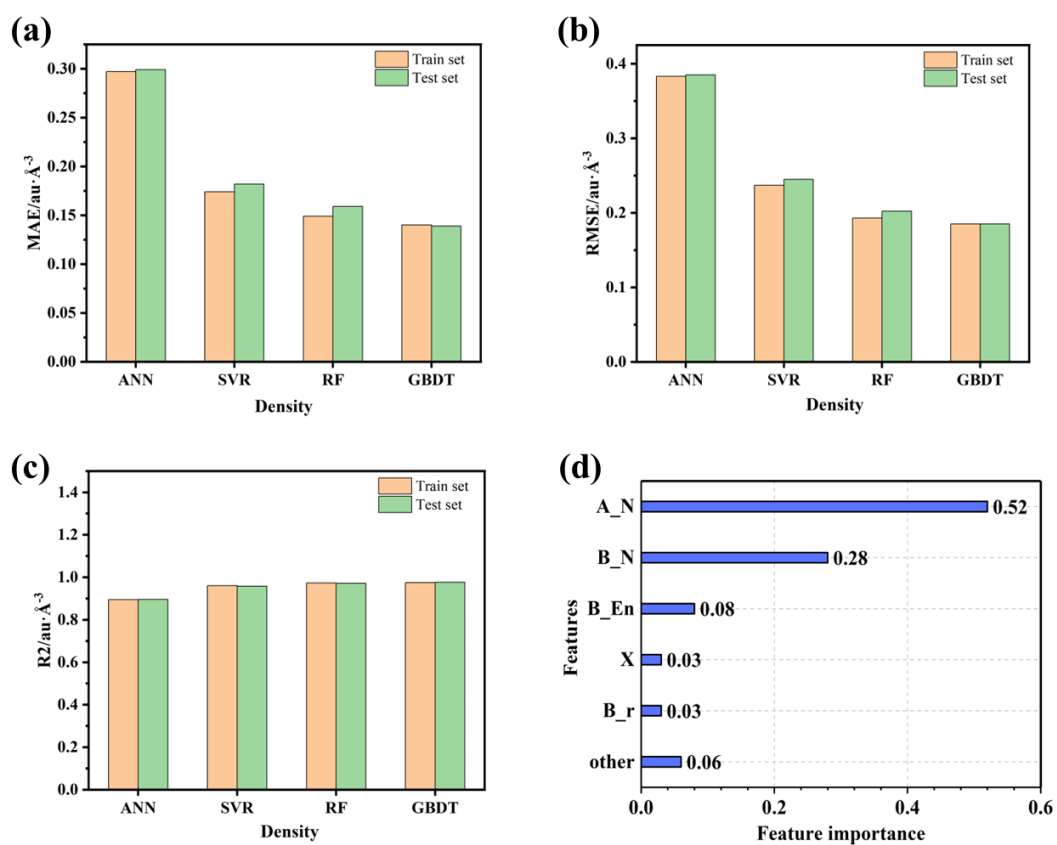 (a)
Train set
Test set
0.30
0.25
0.20
0.15
0.10
0.05
0.00
MAE/au·Å-3
ANN SVR RF GBDT
Density
(b)
Train set
Test set
0.4
0.3
0.2
0.1
0.0
RMSE/au·Å-3
ANN SVR RF GBDT
Density
(c)
Train set
Test set
1.4
1.2
1.0
0.8
0.6
0.4
0.2
0.0
R2/au·Å-3
ANN SVR RF GBDT
Density
(d)
Features
A_N 0.52
B_N 0.28
B_En 0.08
X 0.03
B_r 0.03
other 0.06
0.0 0.2 0.4 0.6
Feature importance